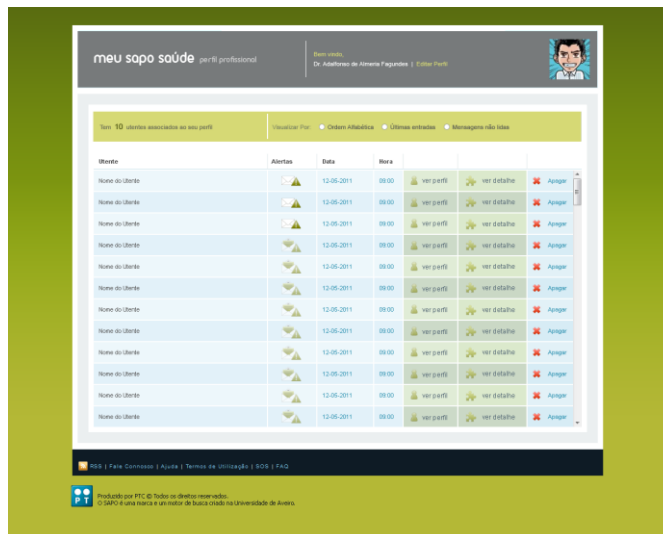 meu sapo saúde perfil profissional
Bem vindo,
Dr. Adalfonso de Almeria Fagundes | Editar Perfil
Tem 10 utentes associados ao seu perfil
Visualizar Por: Ordem Alfabética Últimas entradas Mensagens não lidas
Utente Alertas Data Hora
Nome do Utente 12-05-2011 09:00 ver perfil ver detalhe Apagar
Nome do Utente 12-05-2011 09:00 ver perfil ver detalhe Apagar
Nome do Utente 12-05-2011 09:00 ver perfil ver detalhe Apagar
Nome do Utente 12-05-2011 09:00 ver perfil ver detalhe Apagar
Nome do Utente 12-05-2011 09:00 ver perfil ver detalhe Apagar
Nome do Utente 12-05-2011 09:00 ver perfil ver detalhe Apagar
Nome do Utente 12-05-2011 09:00 ver perfil ver detalhe Apagar
Nome do Utente 12-05-2011 09:00 ver perfil ver detalhe Apagar
Nome do Utente 12-05-2011 09:00 ver perfil ver detalhe Apagar
Nome do Utente 12-05-2011 09:00 ver perfil ver detalhe Apagar
Nome do Utente 12-05-2011 09:00 ver perfil ver detalhe Apagar
Nome do Utente 12-05-2011 09:00 ver perfil ver detalhe Apagar
RSS | Fale Connosco | Ajuda | Termos de Utilização | SOS | FAQ
PT
Produzido por PTC © Todos os direitos reservados.
O SAPO é uma marca e um motor de busca criado na Universidade de Aveiro.